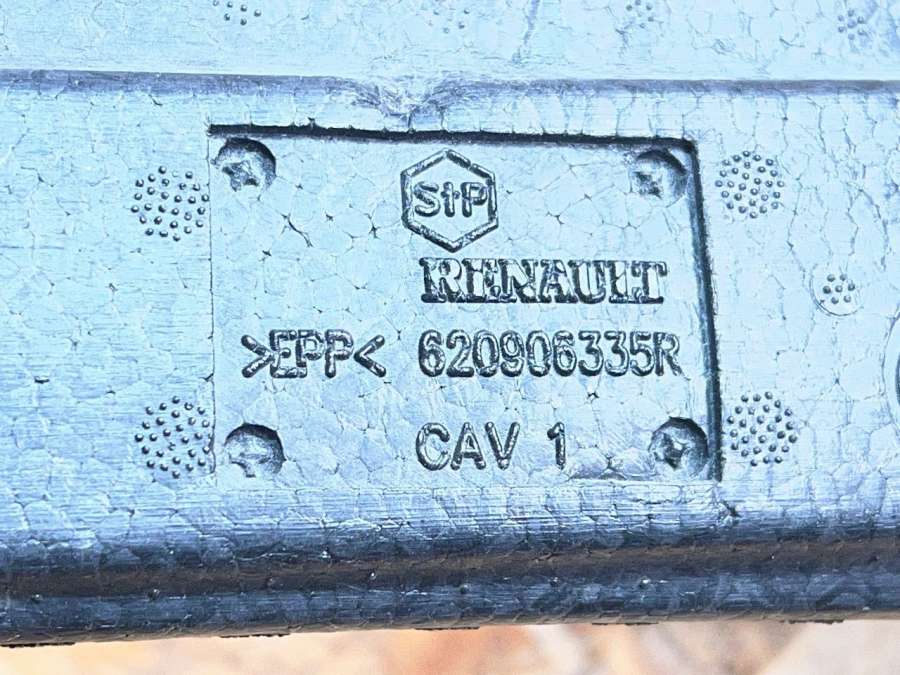 StP
RENAULT
>EPP< 620906335R
CAV 1